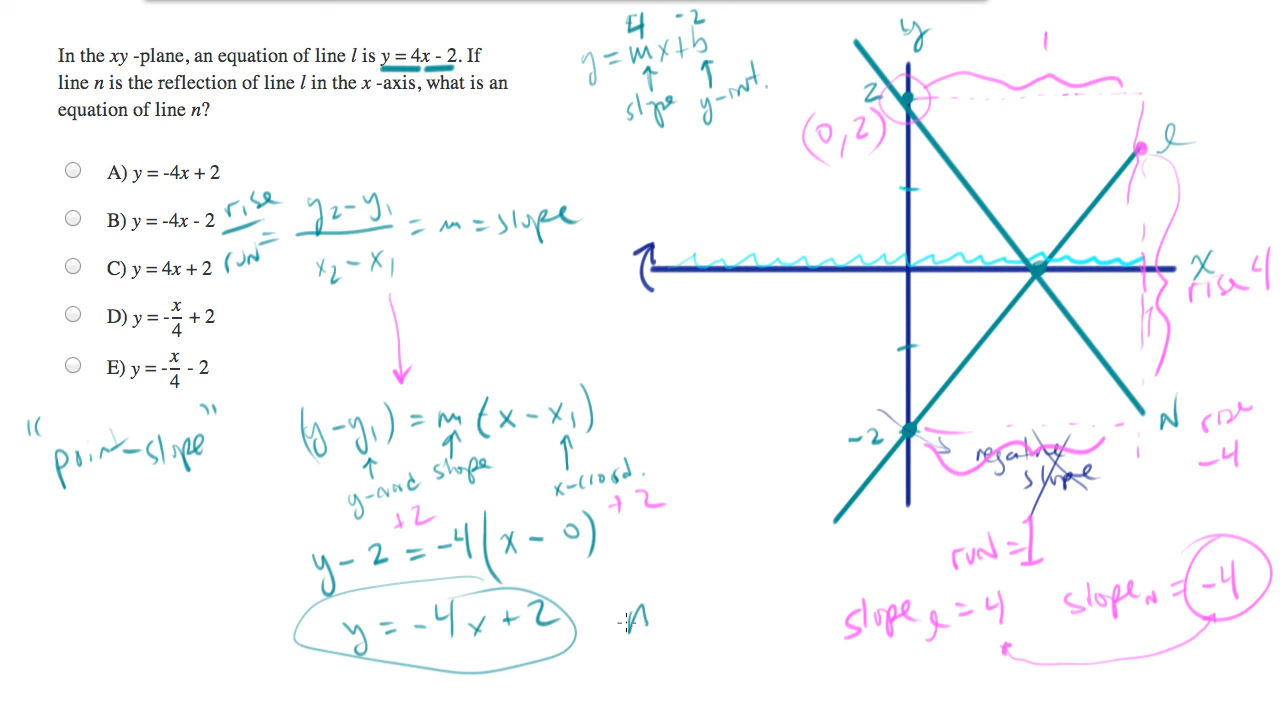 In the xy -plane, an equation of line l is y = 4x - 2. If
line n is the reflection of line l in the x -axis, what is an
equation of line n?
A) y = -4x + 2
B) y = -4x - 2
C) y = 4x + 2
D) y = -x/4 + 2
E) y = -x/4 - 2
4 -2
y = mx+b
slope y-int.
rise/run = y2-y1/x2-x1 = m = slope
"point-slope"
(y-y1) = m(x-x1)
slope
x-coord.
+2 +2
y-2 = -4(x-0)
y = -4x+2
n
y
1
2
(0,2)
l
x
rise 4
-2
N
rise
-4
negative
slope
run=1
slope l = 4
slope N = -4